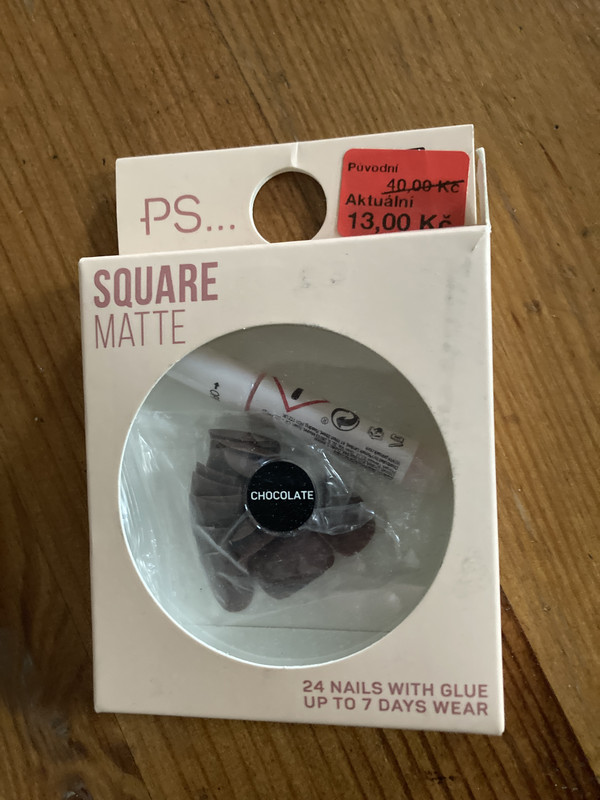 PS...
Původní
40,00 Kč
Aktuální
13,00 Kč
SQUARE
MATTE
CHOCOLATE
24 NAILS WITH GLUE
UP TO 7 DAYS WEAR